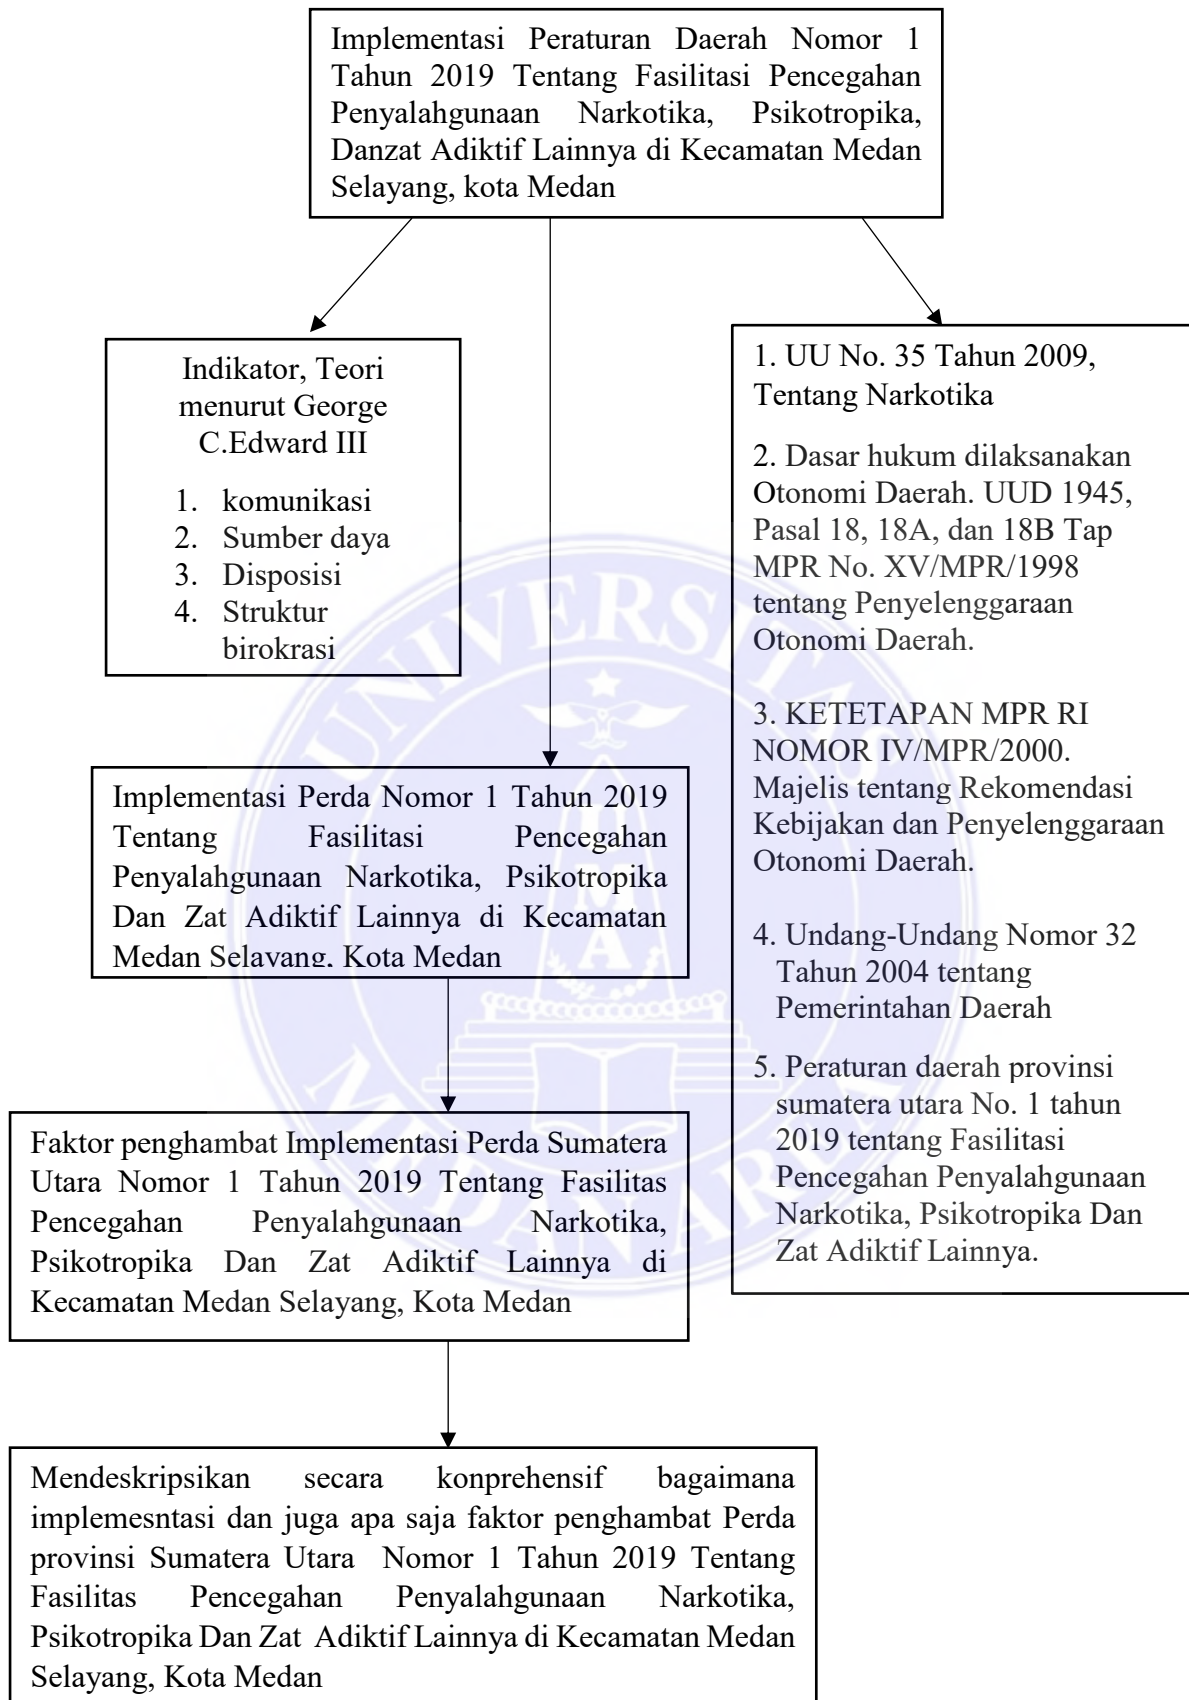 Implementasi Peraturan Daerah Nomor 1
Tahun 2019 Tentang Fasilitasi Pencegahan
Penyalahgunaan Narkotika, Psikotropika,
Danzat Adiktif Lainnya di Kecamatan Medan
Selayang, kota Medan
Indikator, Teori
menurut George
C.Edward III
1. komunikasi
2. Sumber daya
3. Disposisi
4. Struktur
birokrasi
1. UU No. 35 Tahun 2009,
Tentang Narkotika
2. Dasar hukum dilaksanakan
Otonomi Daerah. UUD 1945,
Pasal 18, 18A, dan 18B Tap
MPR No. XV/MPR/1998
tentang Penyelenggaraan
Otonomi Daerah.
3. KETETAPAN MPR RI
NOMOR IV/MPR/2000.
Majelis tentang Rekomendasi
Kebijakan dan Penyelenggaraan
Otonomi Daerah.
4. Undang-Undang Nomor 32
Tahun 2004 tentang
Pemerintahan Daerah
5. Peraturan daerah provinsi
sumatera utara No. 1 tahun
2019 tentang Fasilitasi
Pencegahan Penyalahgunaan
Narkotika, Psikotropika Dan
Zat Adiktif Lainnya.
Implementasi Perda Nomor 1 Tahun 2019
Tentang Fasilitasi Pencegahan
Penyalahgunaan Narkotika, Psikotropika
Dan Zat Adiktif Lainnya di Kecamatan
Medan Selayang, Kota Medan
Faktor penghambat Implementasi Perda Sumatera
Utara Nomor 1 Tahun 2019 Tentang Fasilitas
Pencegahan Penyalahgunaan Narkotika,
Psikotropika Dan Zat Adiktif Lainnya di
Kecamatan Medan Selayang, Kota Medan
Mendeskripsikan secara konprehensif bagaimana
implemesntasi dan juga apa saja faktor penghambat Perda
provinsi Sumatera Utara Nomor 1 Tahun 2019 Tentang
Fasilitas Pencegahan Penyalahgunaan Narkotika,
Psikotropika Dan Zat Adiktif Lainnya di Kecamatan Medan
Selayang, Kota Medan
UNIVERSITAS
MEDAN AREA
UMA